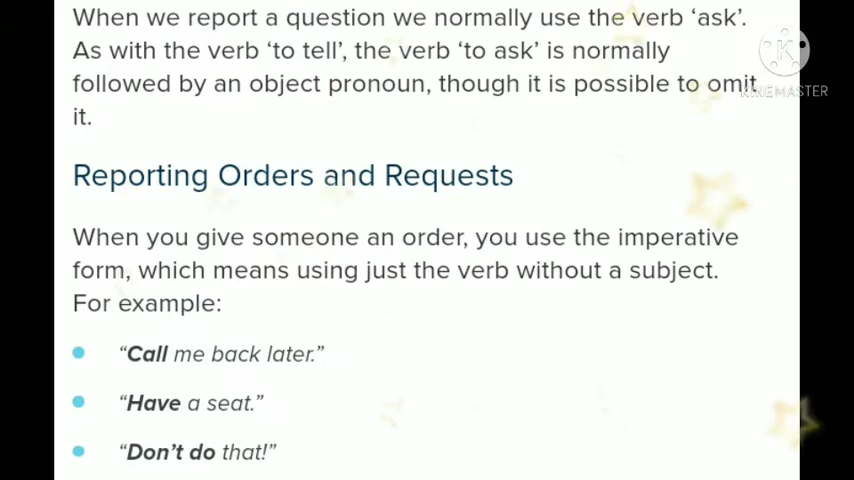 When we report a question we normally use the verb ‘ask’.
As with the verb ‘to tell’, the verb ‘to ask’ is normally
followed by an object pronoun, though it is possible to omit
it.
K
KINEMASTER
Reporting Orders and Requests
When you give someone an order, you use the imperative
form, which means using just the verb without a subject.
For example:
“Call me back later.”
“Have a seat.”
“Don’t do that!”